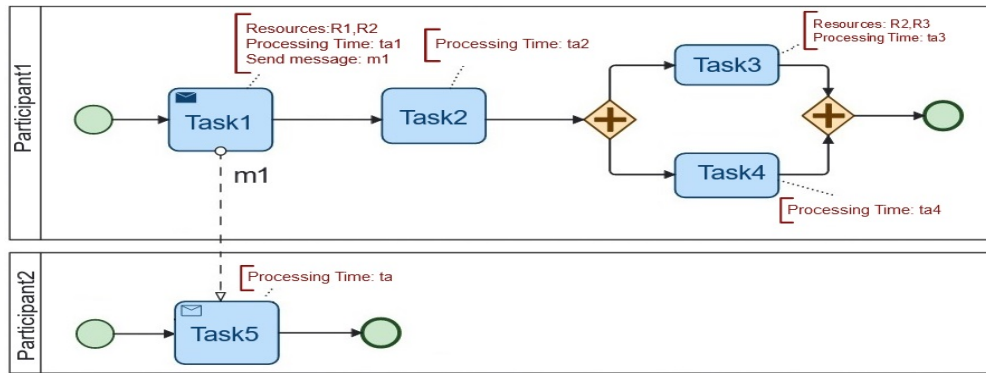 Participant1
Resources:R1,R2
Processing Time: ta1
Send message: m1
Task1
m1
Processing Time: ta2
Task2
Resources: R2,R3
Processing Time: ta3
Task3
Task4
Processing Time: ta4
Participant2
Processing Time: ta
Task5